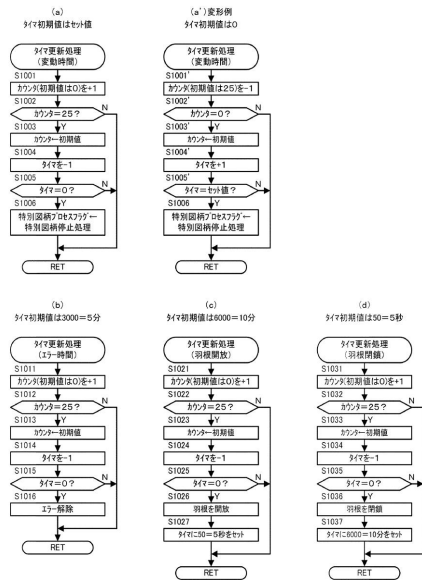 (a)
タイマ初期値はセット値
タイマ更新処理
(変動時間)
S1001
カウンタ(初期値は0)を+1
S1002
カウンタ=25?
N
Y
S1003
カウンタ←初期値
S1004
タイマを-1
S1005
タイマ=0?
N
Y
S1006
特別図柄プロセスフラグ←
特別図柄停止処理
RET
(a')変形例
タイマ初期値は0
タイマ更新処理
(変動時間)
S1001'
カウンタ(初期値は25)を-1
S1002'
カウンタ=0?
N
Y
S1003'
カウンタ←初期値
S1004'
タイマを+1
S1005'
タイマ=セット値?
N
Y
S1006
特別図柄プロセスフラグ←
特別図柄停止処理
RET
(b)
タイマ初期値は3000=5分
タイマ更新処理
(エラー時間)
S1011
カウンタ(初期値は0)を+1
S1012
カウンタ=25?
N
Y
S1013
カウンタ←初期値
S1014
タイマを-1
S1015
タイマ=0?
N
Y
S1016
エラー解除
RET
(c)
タイマ初期値は6000=10分
タイマ更新処理
(羽根開放)
S1021
カウンタ(初期値は0)を+1
S1022
カウンタ=25?
N
Y
S1023
カウンタ←初期値
S1024
タイマを-1
S1025
タイマ=0?
N
Y
S1026
羽根を開放
S1027
タイマに50=5秒をセット
RET
(d)
タイマ初期値は50=5秒
タイマ更新処理
(羽根閉鎖)
S1031
カウンタ(初期値は0)を+1
S1032
カウンタ=25?
N
Y
S1033
カウンタ←初期値
S1034
タイマを-1
S1035
タイマ=0?
N
Y
S1036
羽根を閉鎖
S1037
タイマに6000=10分をセット
RET